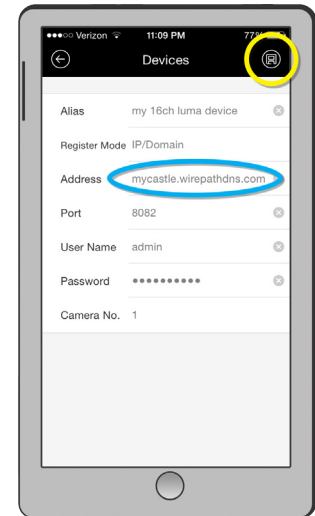 Verizon 11:09 PM 77%
Devices
Alias my 16ch luma device
Register Mode IP/Domain
Address mycastle.wirepathdns.com
Port 8082
User Name admin
Password ●●●●●●●●●●
Camera No. 1